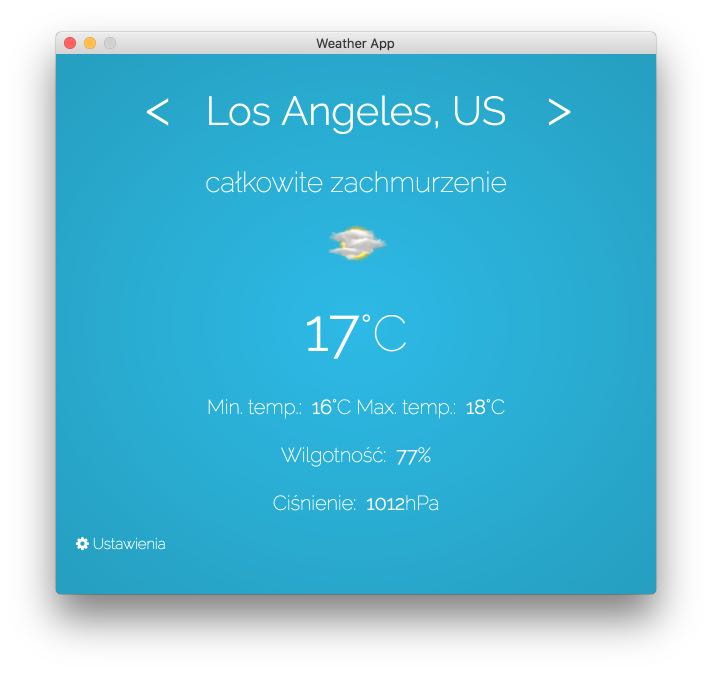 Weather App
< Los Angeles, US >
całkowite zachmurzenie
17°C
Min. temp.: 16°C Max. temp.: 18°C
Wilgotność: 77%
Ciśnienie: 1012hPa
Ustawienia